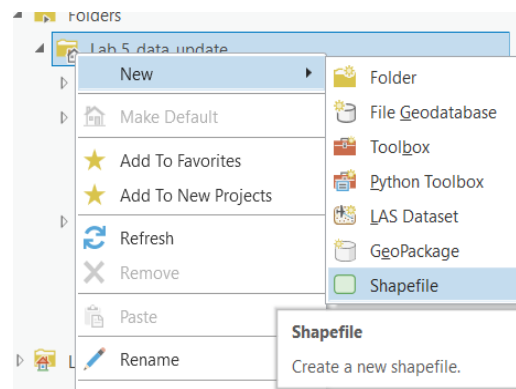 Folders
Lab 5 data update
New
Folder
File Geodatabase
Make Default
Toolbox
Add To Favorites
Python Toolbox
Add To New Projects
LAS Dataset
Refresh
GeoPackage
Remove
Shapefile
Paste
Shapefile
Rename
Create a new shapefile.
L